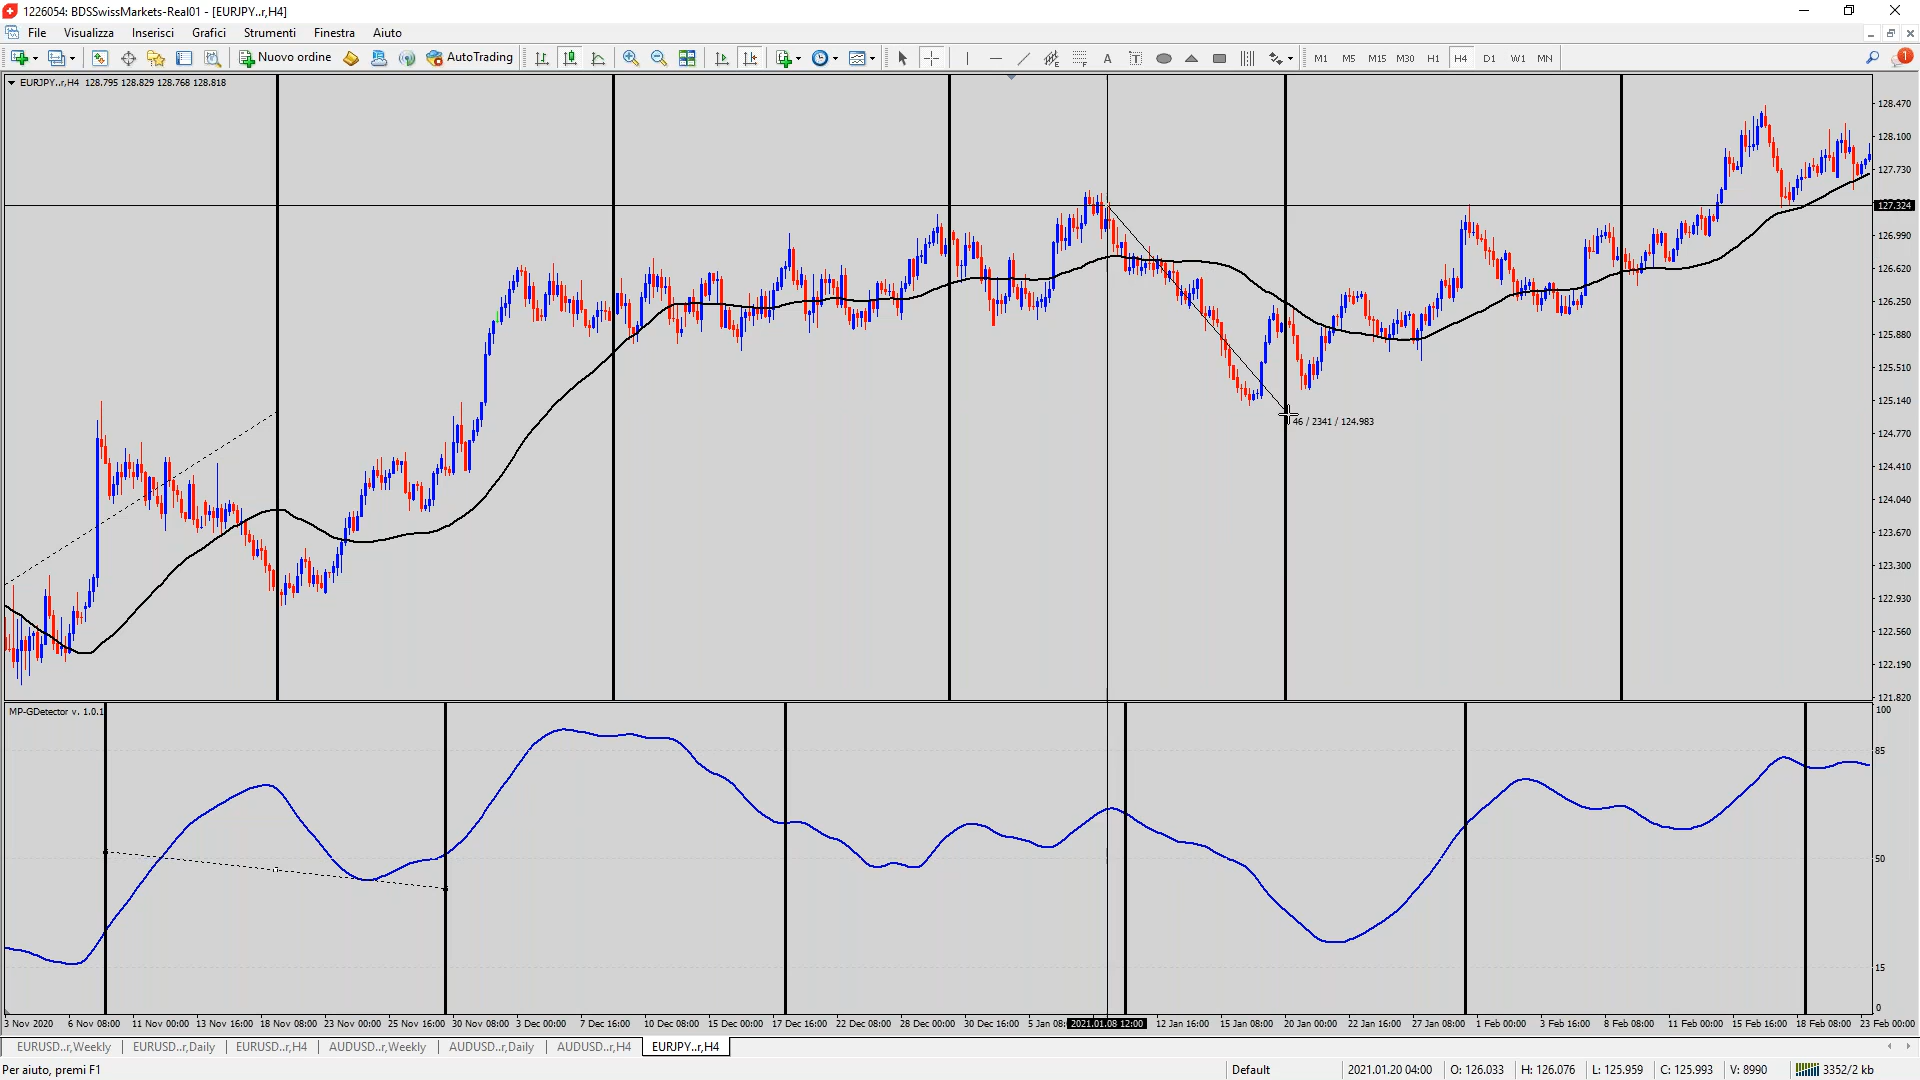 1226054: BDSSwissMarkets-Real01 - [EURJPY..r,H4]
File Visualizza Inserisci Grafici Strumenti Finestra Aiuto
Nuovo ordine AutoTrading A T M1 M5 M15 M30 H1 H4 D1 W1 MN 1
EURJPY..r,H4 128.795 128.829 128.768 128.818
128.470
128.100
127.730
127.324
126.990
126.620
126.250
125.880
125.510
125.140
46 / 2341 / 124.983
124.770
124.410
124.040
123.670
123.300
122.930
122.560
122.190
121.820
MP-GDetector v. 1.0.1
100
85
50
15
0
3 Nov 2020 6 Nov 08:00 11 Nov 00:00 13 Nov 16:00 18 Nov 08:00 23 Nov 00:00 25 Nov 16:00 30 Nov 08:00 3 Dec 00:00 7 Dec 16:00 10 Dec 08:00 15 Dec 00:00 17 Dec 16:00 22 Dec 08:00 28 Dec 00:00 30 Dec 16:00 5 Jan 08: 2021.01.08 12:00 12 Jan 16:00 15 Jan 08:00 20 Jan 00:00 22 Jan 16:00 27 Jan 08:00 1 Feb 00:00 3 Feb 16:00 8 Feb 08:00 11 Feb 00:00 15 Feb 16:00 18 Feb 08:00 23 Feb 00:00
EURUSD..r,Weekly EURUSD..r,Daily EURUSD..r,H4 AUDUSD..r,Weekly AUDUSD..r,Daily AUDUSD..r,H4 EURJPY..r,H4
Per aiuto, premi F1 Default 2021.01.20 04:00 O: 126.033 H: 126.076 L: 125.959 C: 125.993 V: 8990 3352/2 kb